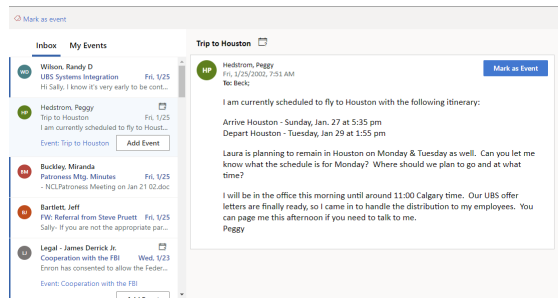 Mark as event
Inbox My Events
WD
Wilson, Randy D
UBS Systems Integration Fri, 1/25
Hi Sally. I know it's very early to be cont...
HP
Hedstrom, Peggy
Trip to Houston Fri, 1/25
I am currently scheduled to fly to Houst...
Event: Trip to Houston Add Event
BM
Buckley, Miranda
Patroness Mtg. Minutes Fri, 1/25
- NCLPatroness Meeting on Jan 21 02.doc
BJ
Bartlett, Jeff
FW: Referral from Steve Pruett Fri, 1/25
Sally- If you are not the appropriate par...
LJ
Legal - James Derrick Jr.
Cooperation with the FBI Wed, 1/23
Enron has consented to allow the Feder...
Event: Cooperation with the FBI
Add Event
Trip to Houston
HP
Hedstrom, Peggy
Fri, 1/25/2002, 7:51 AM
To: Beck;
Mark as Event
I am currently scheduled to fly to Houston with the following itinerary:
Arrive Houston - Sunday, Jan. 27 at 5:35 pm
Depart Houston - Tuesday, Jan 29 at 1:55 pm
Laura is planning to remain in Houston on Monday & Tuesday as well. Can you let me
know what the schedule is for Monday? Where should we plan to go and at what
time?
I will be in the office this morning until around 11:00 Calgary time. Our UBS offer
letters are finally ready, so I came in to handle the distribution to my employees. You
can page me this afternoon if you need to talk to me.
Peggy